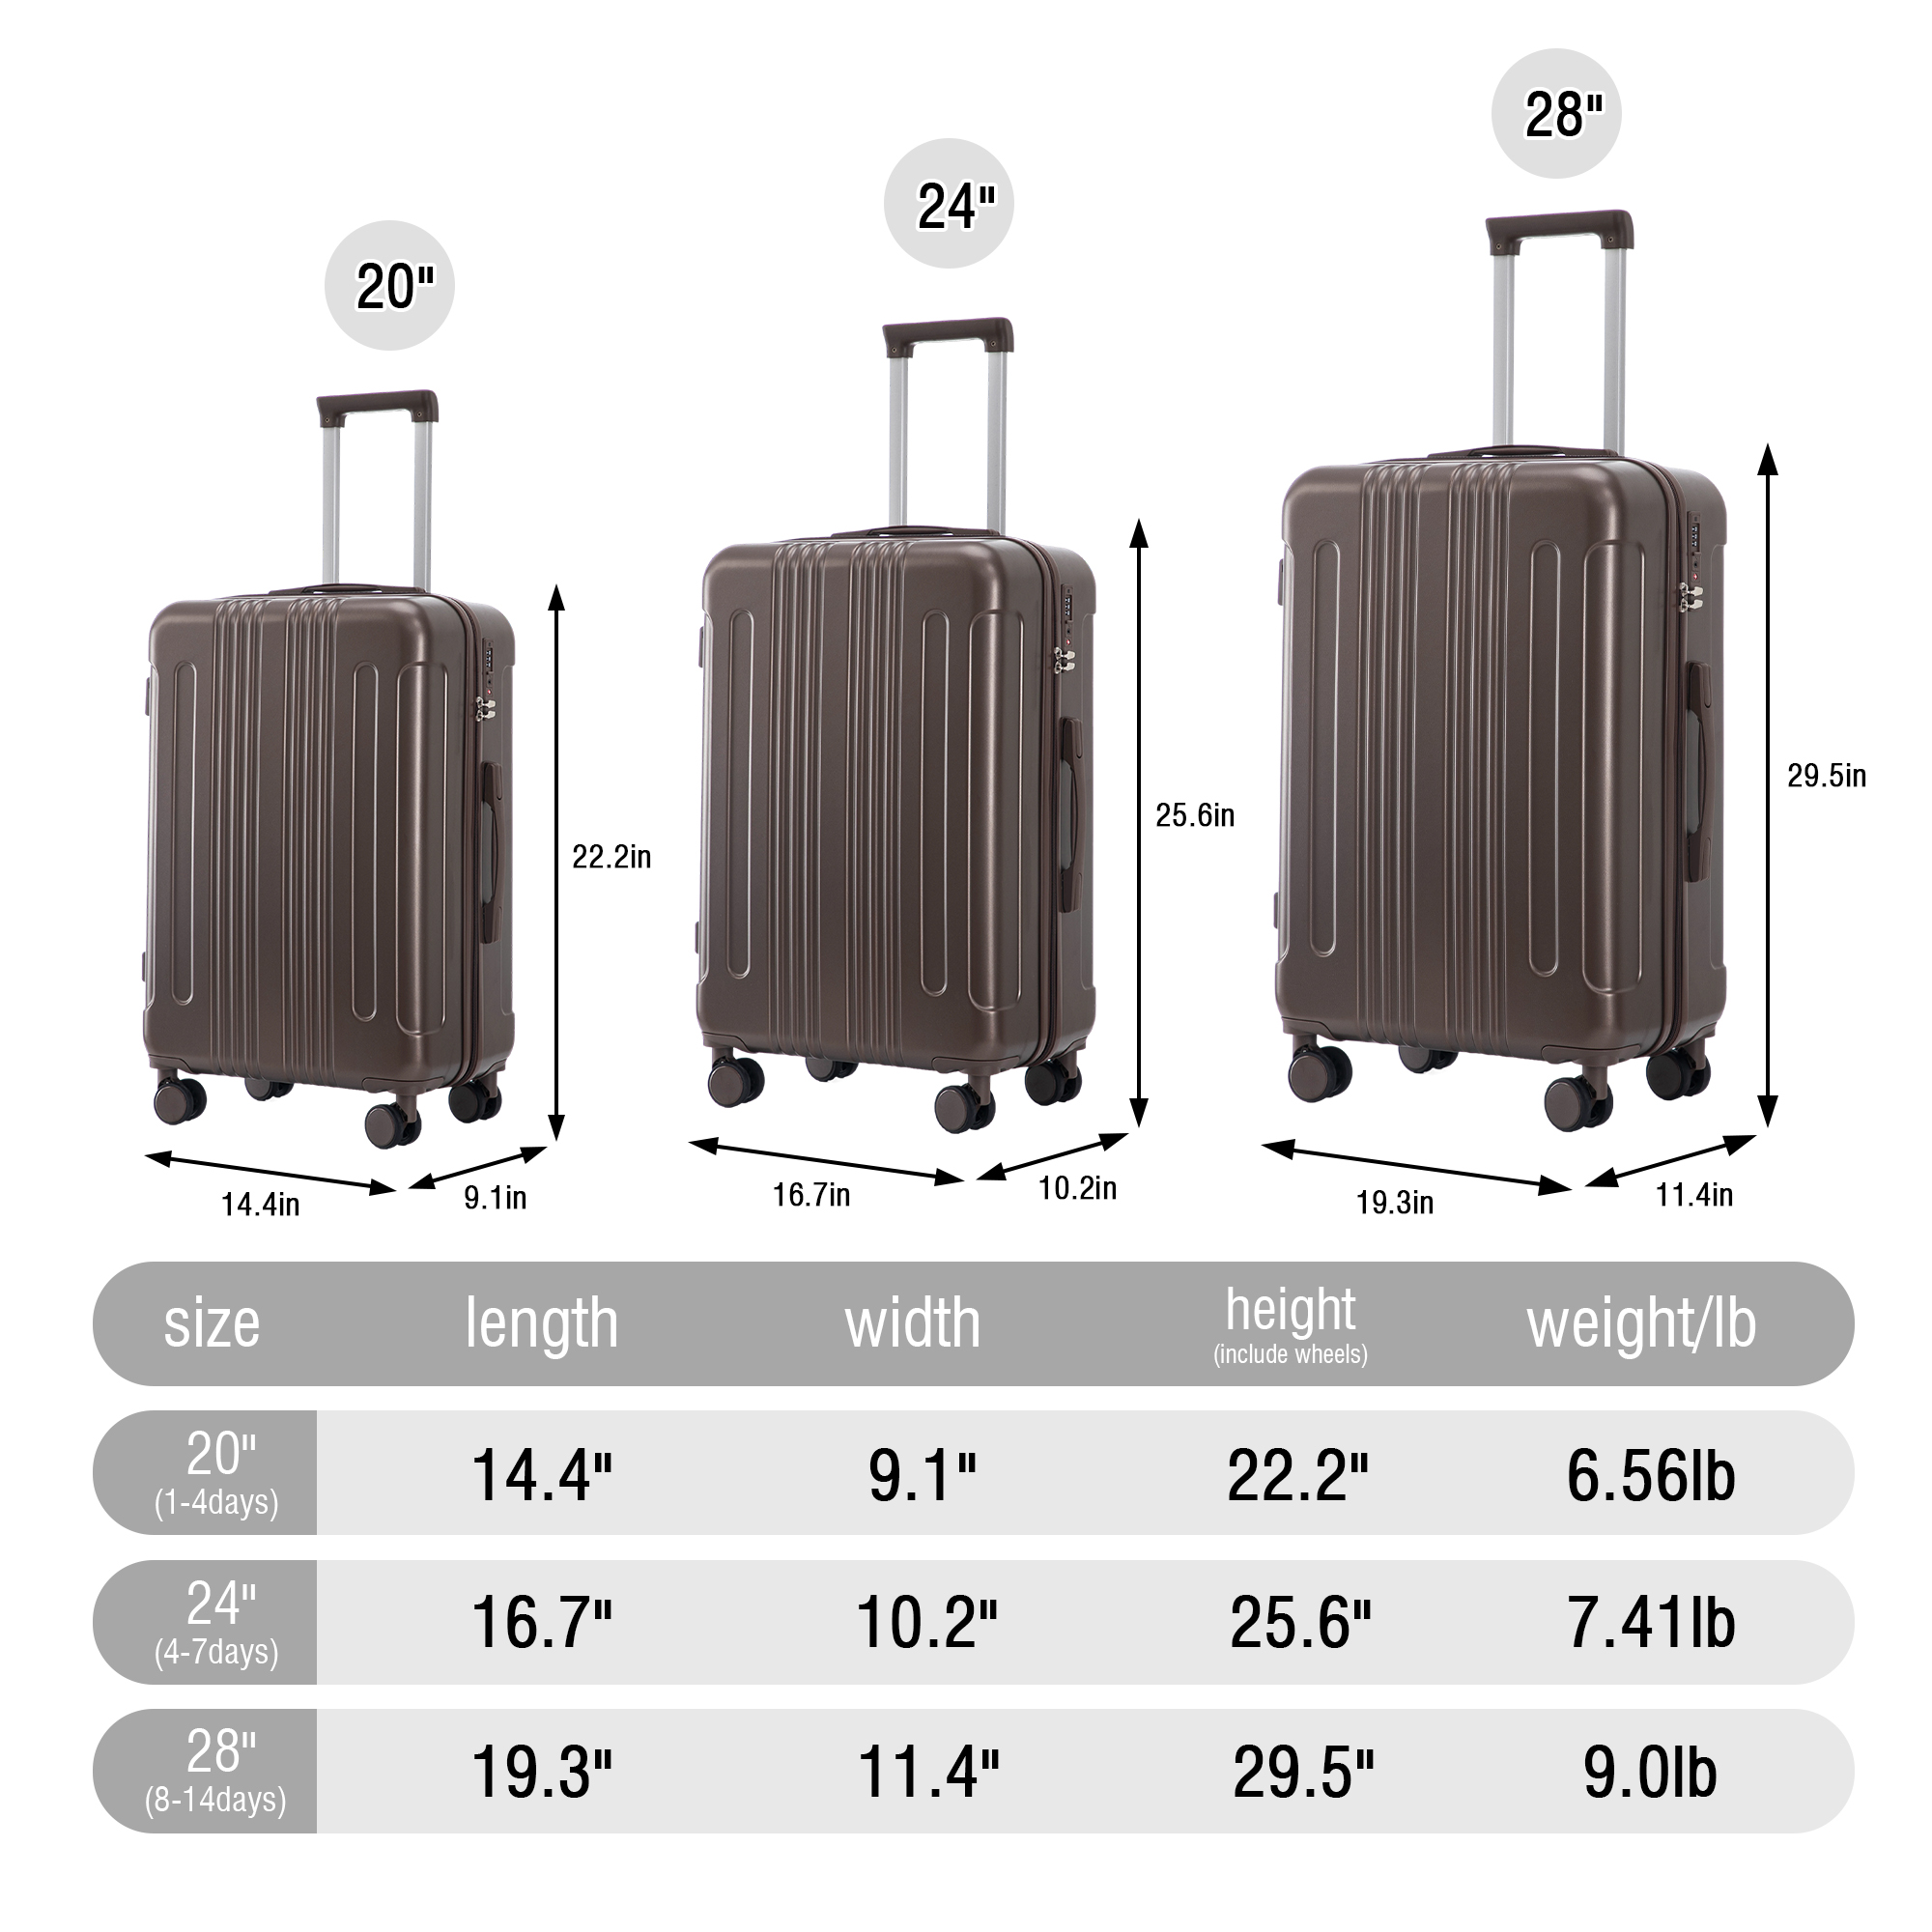 28"
24"
20"
29.5in
25.6in
22.2in
14.4in
9.1in
16.7in
10.2in
19.3in
11.4in
size length width height weight/lb
(include wheels)
20" 14.4" 9.1" 22.2" 6.56lb
(1-4days)
24" 16.7" 10.2" 25.6" 7.41lb
(4-7days)
28" 19.3" 11.4" 29.5" 9.0lb
(8-14days)